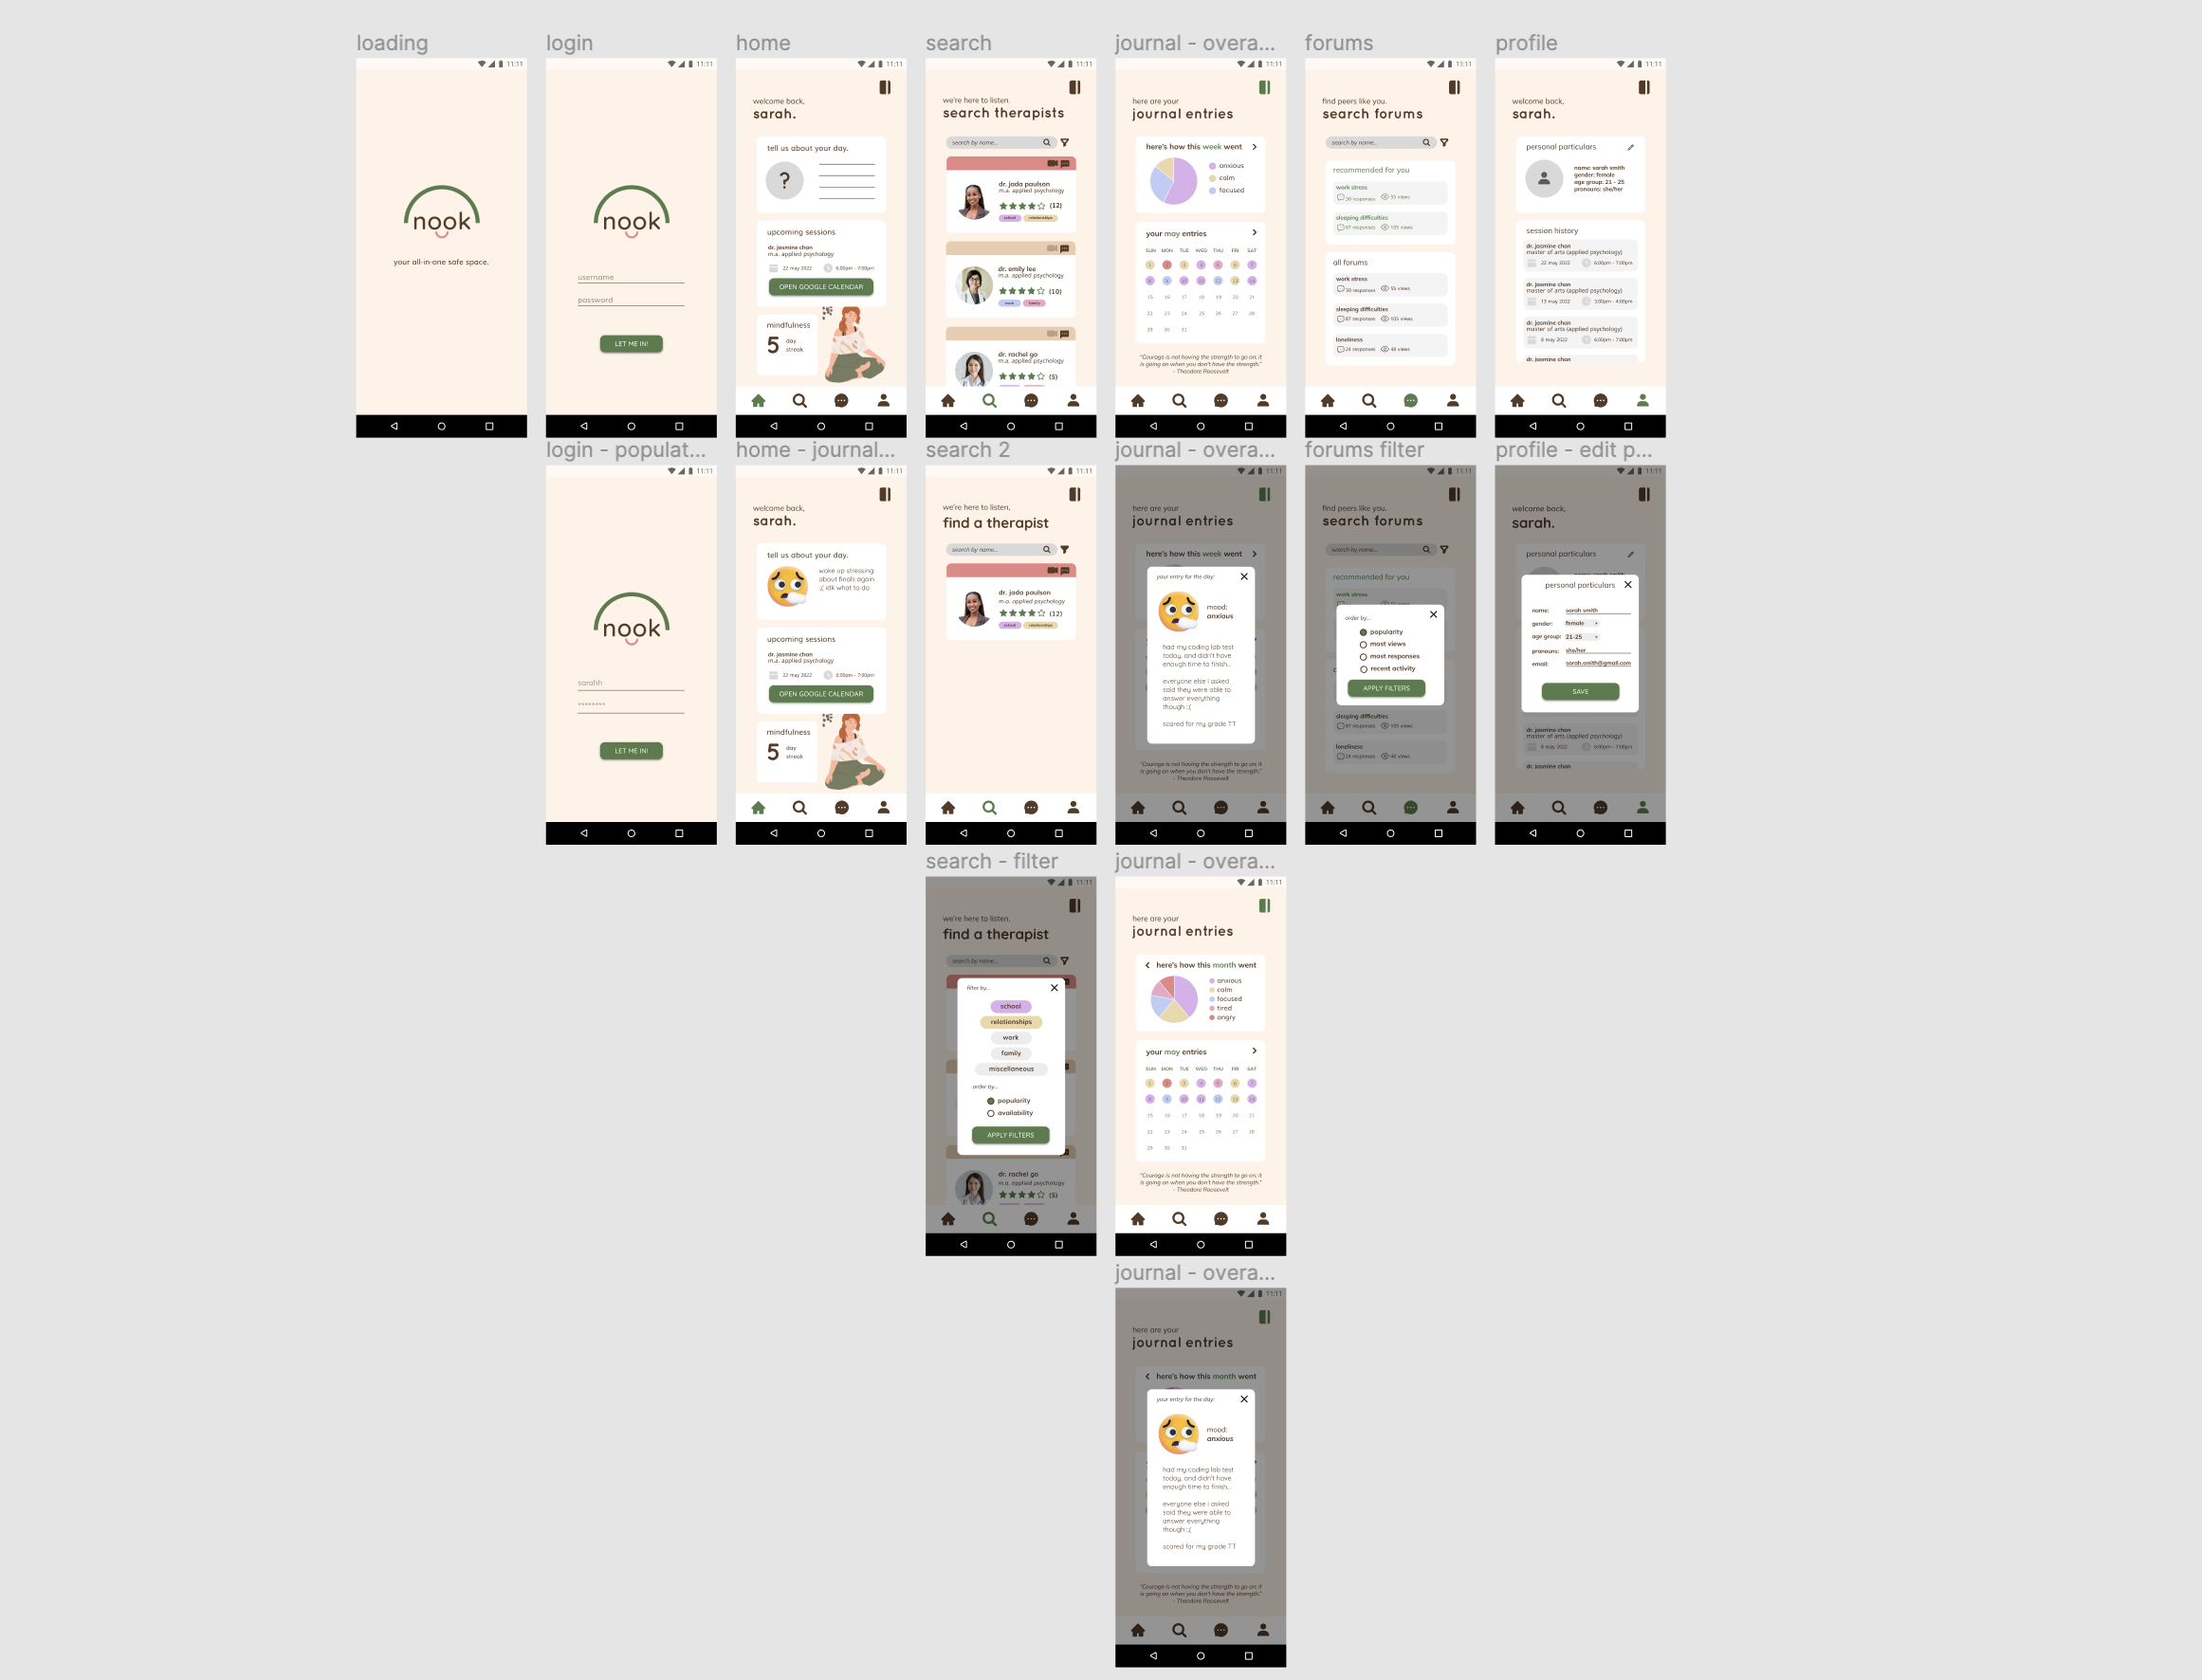 loading
11:11
nook
your all-in-one safe space.
login
11:11
nook
username
password
LET ME IN!
home
11:11
welcome back,
sarah.
tell us about your day.
?
upcoming sessions
dr. jasmine chan
m.a. applied psychology
22 may 2022 6:00pm - 7:00pm
OPEN GOOGLE CALENDAR
mindfulness
5 day
streak
search
11:11
we're here to listen.
search therapists
search by name...
dr. jada paulson
m.a. applied psychology
(12)
school relationships
dr. emily lee
m.a. applied psychology
(10)
work family
dr. rachel go
m.a. applied psychology
(5)
journal - overa...
11:11
here are your
journal entries
here's how this week went
anxious
calm
focused
your may entries
SUN MON TUE WED THU FRI SAT
1 2 3 4 5 6 7
8 9 10 11 12 13 14
15 16 17 18 19 20 21
22 23 24 25 26 27 28
29 30 31
"Courage is not having the strength to go on; it
is going on when you don't have the strength."
- Theodore Roosevelt
forums
11:11
find peers like you.
search forums
search by name...
recommended for you
work stress
30 responses 55 views
sleeping difficulties
87 responses 105 views
all forums
work stress
30 responses 55 views
sleeping difficulties
87 responses 105 views
loneliness
24 responses 48 views
profile
11:11
welcome back,
sarah.
personal particulars
name: sarah smith
gender: female
age group: 21 - 25
pronouns: she/her
session history
dr. jasmine chan
master of arts (applied psychology)
22 may 2022 6:00pm - 7:00pm
dr. jasmine chan
master of arts (applied psychology)
13 may 2022 3:00pm - 4:00pm
dr. jasmine chan
master of arts (applied psychology)
8 may 2022 6:00pm - 7:00pm
dr. jasmine chan
login - populat...
11:11
nook
sarahh
********
LET ME IN!
home - journal...
11:11
welcome back,
sarah.
tell us about your day.
woke up stressing
about finals again
:,( idk what to do
upcoming sessions
dr. jasmine chan
m.a. applied psychology
22 may 2022 6:00pm - 7:00pm
OPEN GOOGLE CALENDAR
mindfulness
5 day
streak
search 2
11:11
we're here to listen,
find a therapist
search by name...
dr. jada paulson
m.a. applied psychology
(12)
school relationships
journal - overa...
11:11
here are your
journal entries
here's how this week went
your entry for the day:
mood:
anxious
had my coding lab test
today, and didn't have
enough time to finish...
everyone else i asked
said they were able to
answer everything
though :,(
scared for my grade TT
"Courage is not having the strength to go on; it
is going on when you don't have the strength."
- Theodore Roosevelt
forums filter
11:11
find peers like you.
search forums
search by name...
recommended for you
work stress
order by...
popularity
most views
most responses
recent activity
APPLY FILTERS
sleeping difficulties
87 responses 105 views
loneliness
24 responses 48 views
profile - edit p...
11:11
welcome back,
sarah.
personal particulars
personal particulars
name: sarah smith
gender: female
age group: 21-25
pronouns: she/her
email: sarah.smith@gmail.com
SAVE
dr. jasmine chan
master of arts (applied psychology)
8 may 2022 6:00pm - 7:00pm
dr. jasmine chan
search - filter
11:11
we're here to listen,
find a therapist
search by name...
filter by...
school
relationships
work
family
miscellaneous
order by...
popularity
availability
APPLY FILTERS
dr. rachel go
m.a. applied psychology
(5)
journal - overa...
11:11
here are your
journal entries
here's how this month went
anxious
calm
focused
tired
angry
your may entries
SUN MON TUE WED THU FRI SAT
1 2 3 4 5 6 7
8 9 10 11 12 13 14
15 16 17 18 19 20 21
22 23 24 25 26 27 28
29 30 31
"Courage is not having the strength to go on; it
is going on when you don't have the strength."
- Theodore Roosevelt
journal - overa...
11:11
here are your
journal entries
here's how this month went
your entry for the day:
mood:
anxious
had my coding lab test
today, and didn't have
enough time to finish...
everyone else i asked
said they were able to
answer everything
though :,(
scared for my grade TT
"Courage is not having the strength to go on; it
is going on when you don't have the strength."
- Theodore Roosevelt